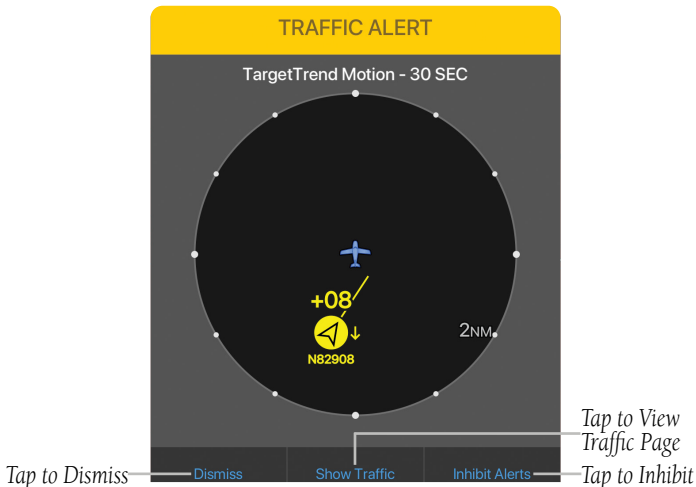 TRAFFIC ALERT
TargetTrend Motion - 30 SEC
+08
2NM
N82908
Tap to View
Traffic Page
Tap to Dismiss
Dismiss
Show Traffic
Inhibit Alerts
Tap to Inhibit